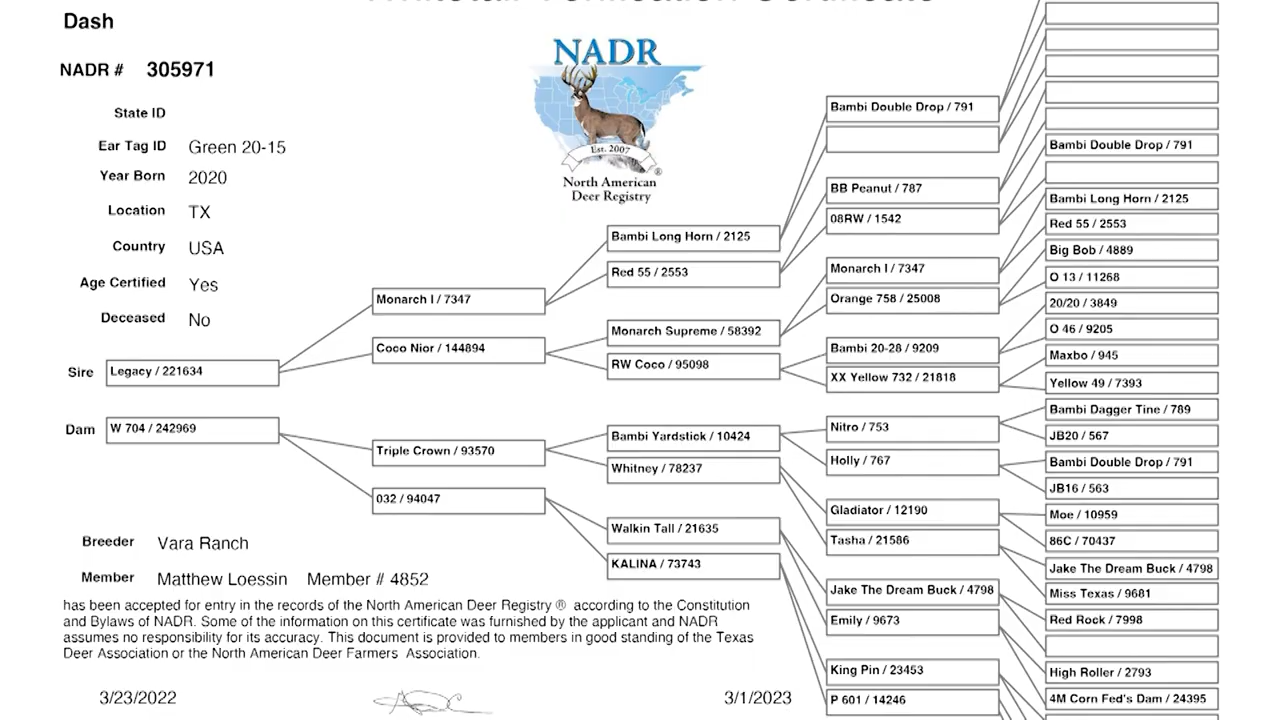 Dash
NADR # 305971
State ID
Ear Tag ID Green 20-15
Year Born 2020
Location TX
Country USA
Age Certified Yes
Deceased No
NADR
Est. 2007
®
North American
Deer Registry
Sire Legacy / 221634
Dam W 704 / 242969
Monarch I / 7347
Coco Nior / 144894
Triple Crown / 93570
032 / 94047
Bambi Long Horn / 2125
Red 55 / 2553
Monarch Supreme / 58392
RW Coco / 95098
Bambi Yardstick / 10424
Whitney / 78237
Walkin Tall / 21635
KALINA / 73743
Bambi Double Drop / 791
BB Peanut / 787
08RW / 1542
Monarch I / 7347
Orange 758 / 25008
Bambi 20-28 / 9209
XX Yellow 732 / 21818
Nitro / 753
Holly / 767
Gladiator / 12190
Tasha / 21586
Jake The Dream Buck / 4798
Emily / 9673
King Pin / 23453
P 601 / 14246
Bambi Double Drop / 791
Bambi Long Horn / 2125
Red 55 / 2553
Big Bob / 4889
O 13 / 11268
20/20 / 3849
O 46 / 9205
Maxbo / 945
Yellow 49 / 7393
Bambi Dagger Tine / 789
JB20 / 567
Bambi Double Drop / 791
JB16 / 563
Moe / 10959
86C / 70437
Jake The Dream Buck / 4798
Miss Texas / 9681
Red Rock / 7998
High Roller / 2793
4M Corn Fed's Dam / 24395
Breeder Vara Ranch
Member Matthew Loessin Member # 4852
has been accepted for entry in the records of the North American Deer Registry ® according to the Constitution
and Bylaws of NADR. Some of the information on this certificate was furnished by the applicant and NADR
assumes no responsibility for its accuracy. This document is provided to members in good standing of the Texas
Deer Association or the North American Deer Farmers Association.
3/23/2022 3/1/2023